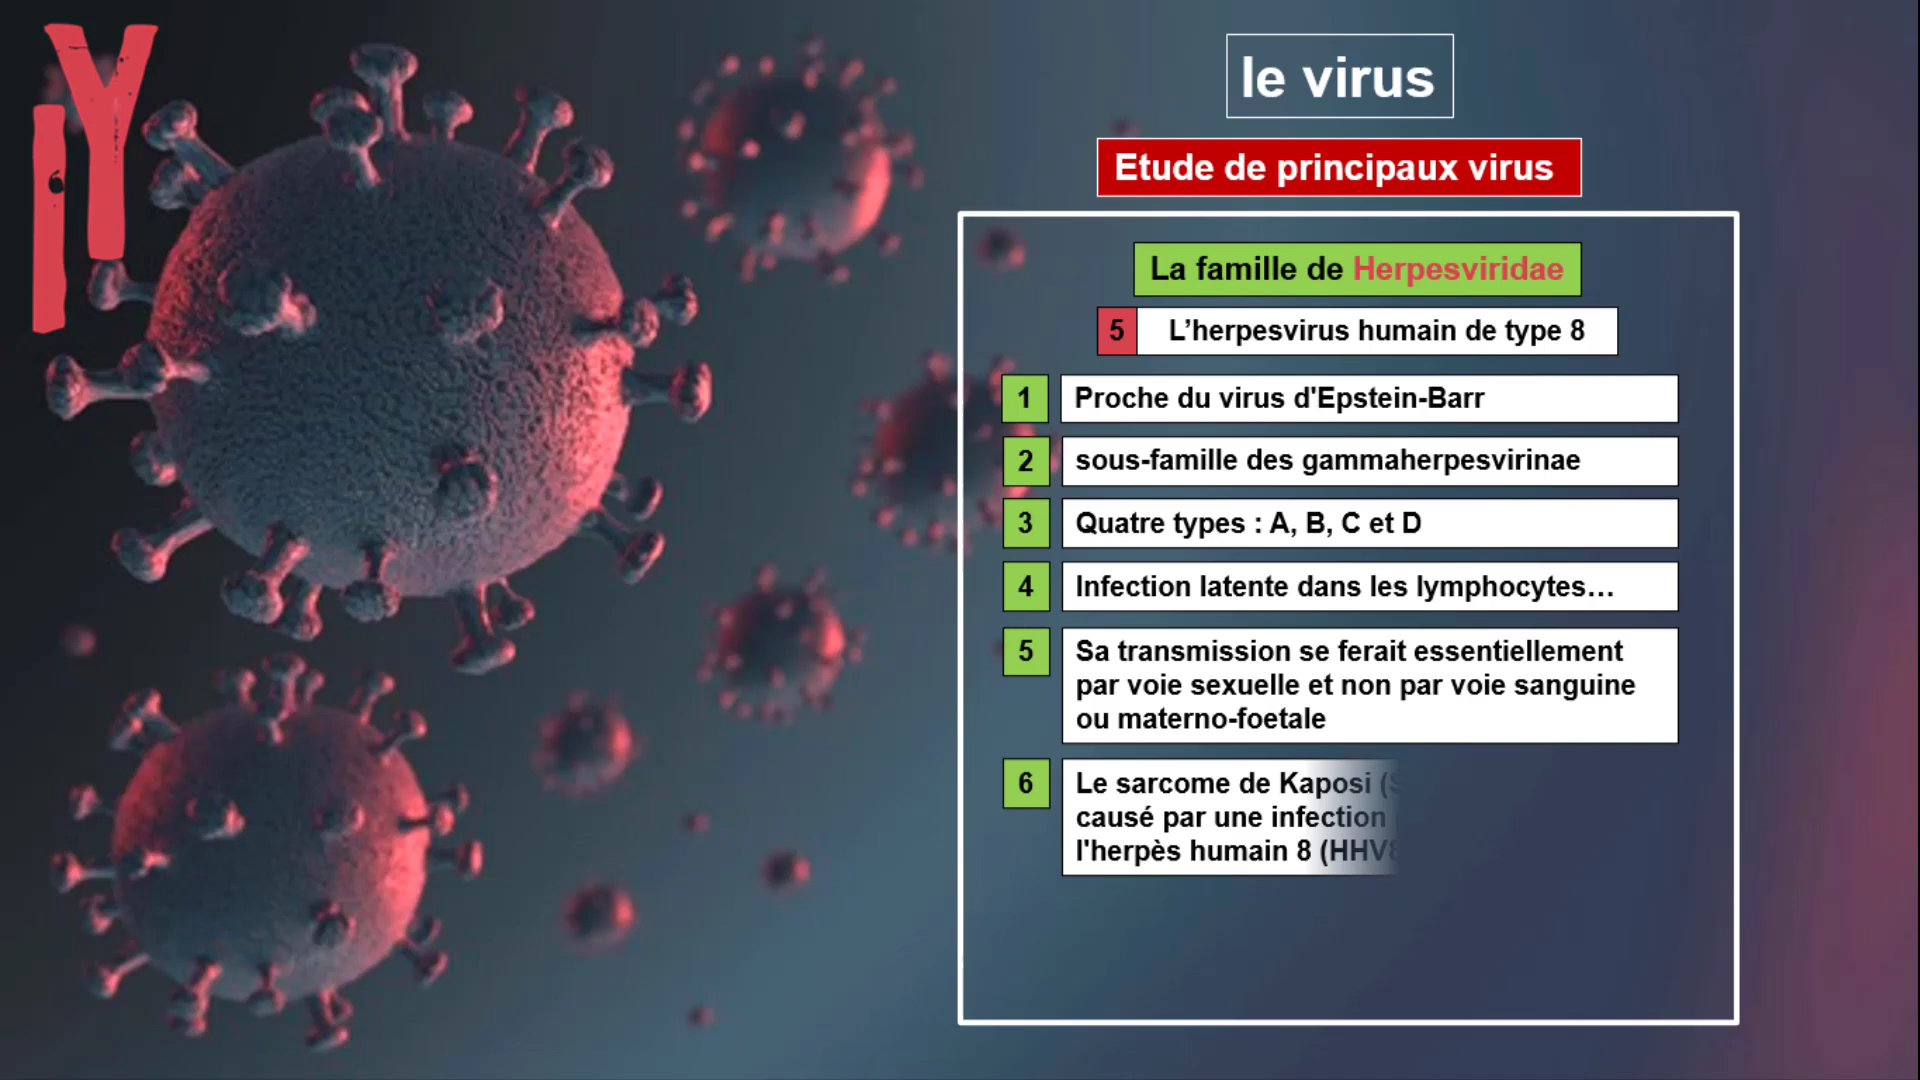 IY
le virus
Etude de principaux virus
La famille de Herpesviridae
5 L’herpesvirus humain de type 8
1 Proche du virus d'Epstein-Barr
2 sous-famille des gammaherpesvirinae
3 Quatre types : A, B, C et D
4 Infection latente dans les lymphocytes…
5 Sa transmission se ferait essentiellement
par voie sexuelle et non par voie sanguine
ou materno-foetale
6 Le sarcome de Kaposi
causé par une infection
l'herpès humain 8 (HHV8